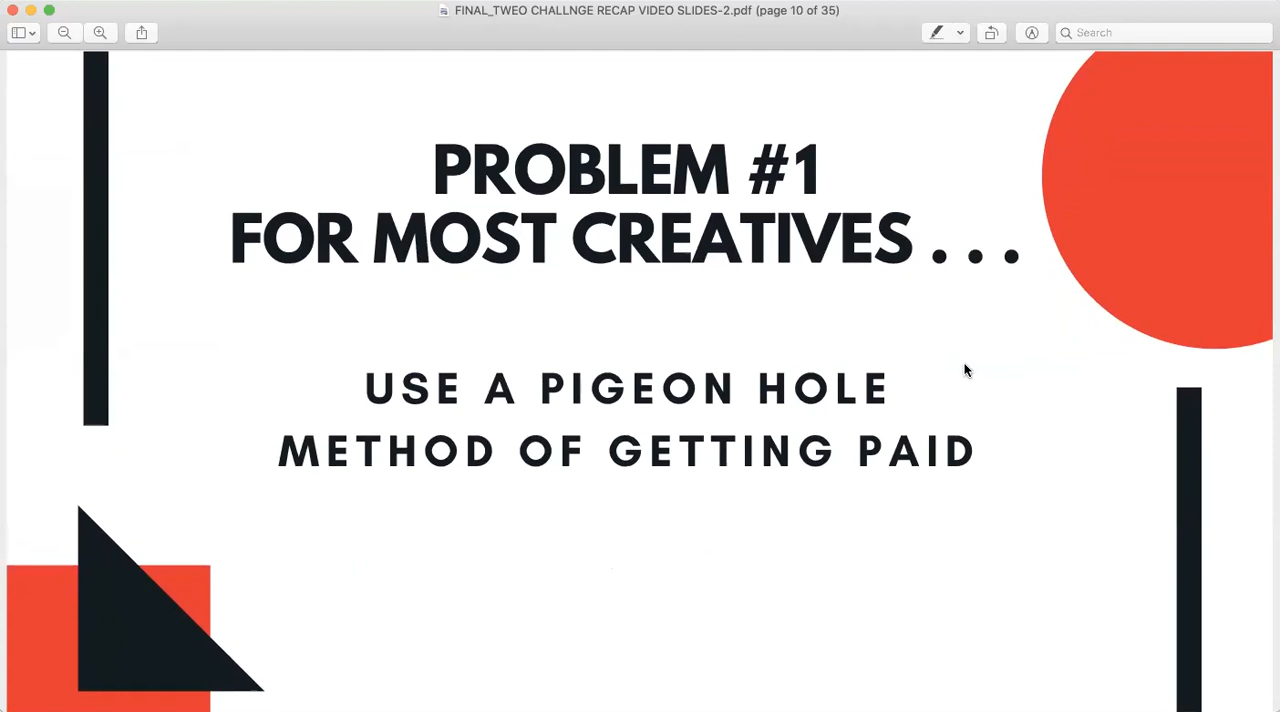 FINAL_TWEO CHALLNGE RECAP VIDEO SLIDES-2.pdf (page 10 of 35)
Search
PROBLEM #1
FOR MOST CREATIVES . . .
USE A PIGEON HOLE
METHOD OF GETTING PAID